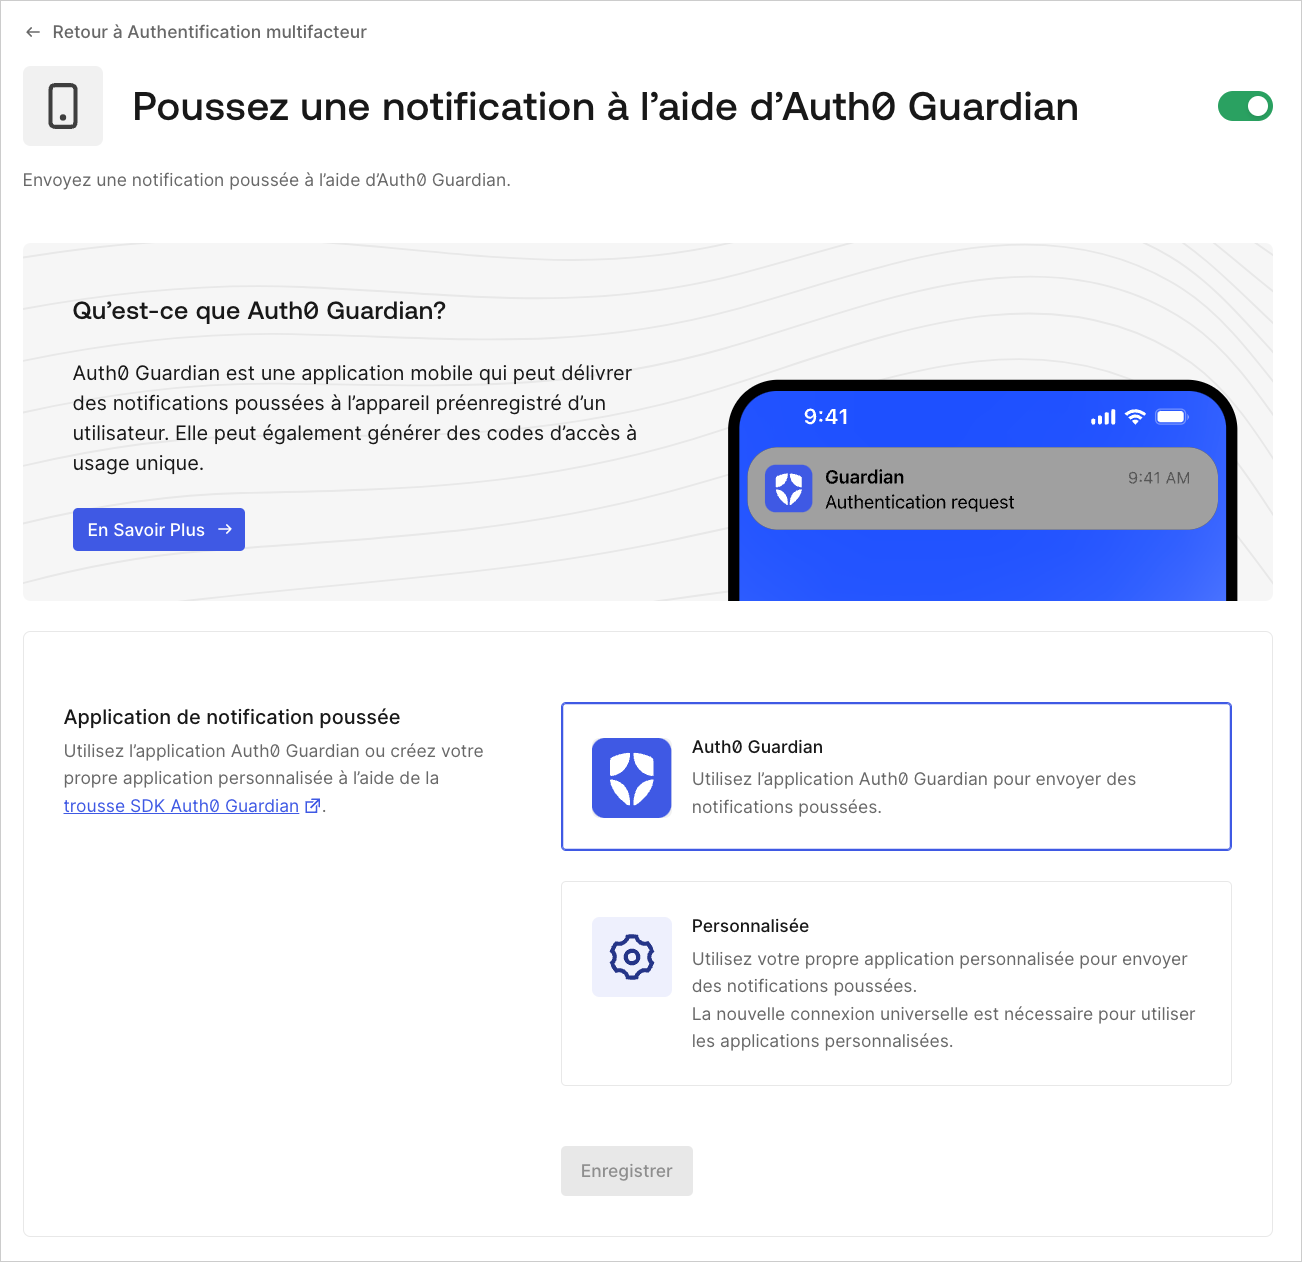 Retour à Authentification multifacteur
Poussez une notification à l’aide d’Auth0 Guardian
Envoyez une notification poussée à l’aide d’Auth0 Guardian.
Qu’est-ce que Auth0 Guardian?
Auth0 Guardian est une application mobile qui peut délivrer
des notifications poussées à l’appareil préenregistré d’un
utilisateur. Elle peut également générer des codes d’accès à
usage unique.
En Savoir Plus
9:41
Guardian
9:41 AM
Authentication request
Application de notification poussée
Utilisez l’application Auth0 Guardian ou créez votre
propre application personnalisée à l’aide de la
trousse SDK Auth0 Guardian.
Auth0 Guardian
Utilisez l’application Auth0 Guardian pour envoyer des
notifications poussées.
Personnalisée
Utilisez votre propre application personnalisée pour envoyer
des notifications poussées.
La nouvelle connexion universelle est nécessaire pour utiliser
les applications personnalisées.
Enregistrer